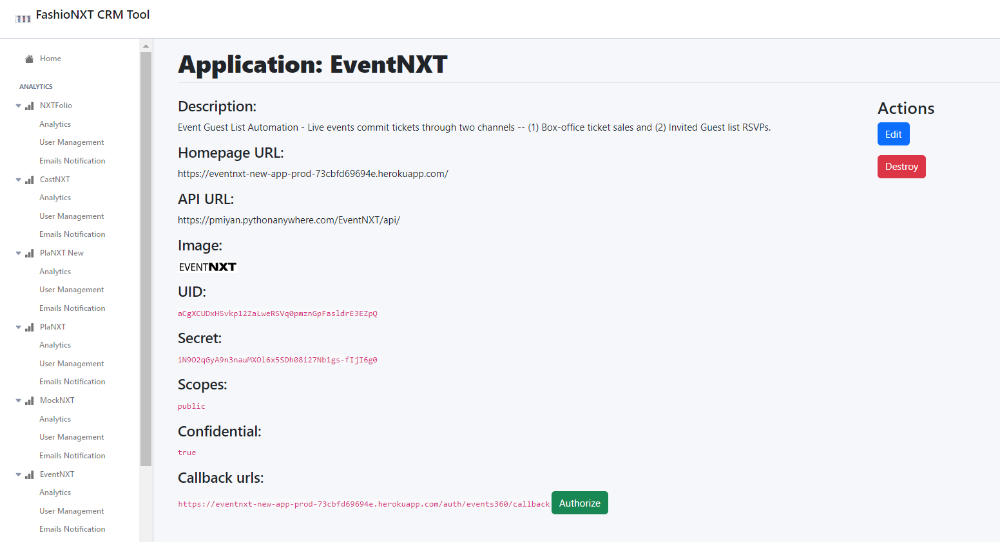 FashioNXT CRM Tool
Home
ANALYTICS
NXTFolio
Analytics
User Management
Emails Notification
CastNXT
Analytics
User Management
Emails Notification
PlaNXT New
Analytics
User Management
Emails Notification
PlaNXT
Analytics
User Management
Emails Notification
MockNXT
Analytics
User Management
Emails Notification
EventNXT
Analytics
User Management
Emails Notification
Application: EventNXT
Description:
Event Guest List Automation - Live events commit tickets through two channels -- (1) Box-office ticket sales and (2) Invited Guest list RSVPs.
Homepage URL:
https://eventnxt-new-app-prod-73cbfd69694e.herokuapp.com/
API URL:
https://pmiyan.pythonanywhere.com/EventNXT/api/
Image:
EVENTNXT
UID:
aCgXCUDxHSvkp12ZaLweRSVq0pmznGpFasldrE3EZpQ
Secret:
iN9O2qGyA9n3nauMXOl6x5SDh08i27Nb1gs-fIjI6g0
Scopes:
public
Confidential:
true
Callback urls:
https://eventnxt-new-app-prod-73cbfd69694e.herokuapp.com/auth/events360/callback
Authorize
Actions
Edit
Destroy